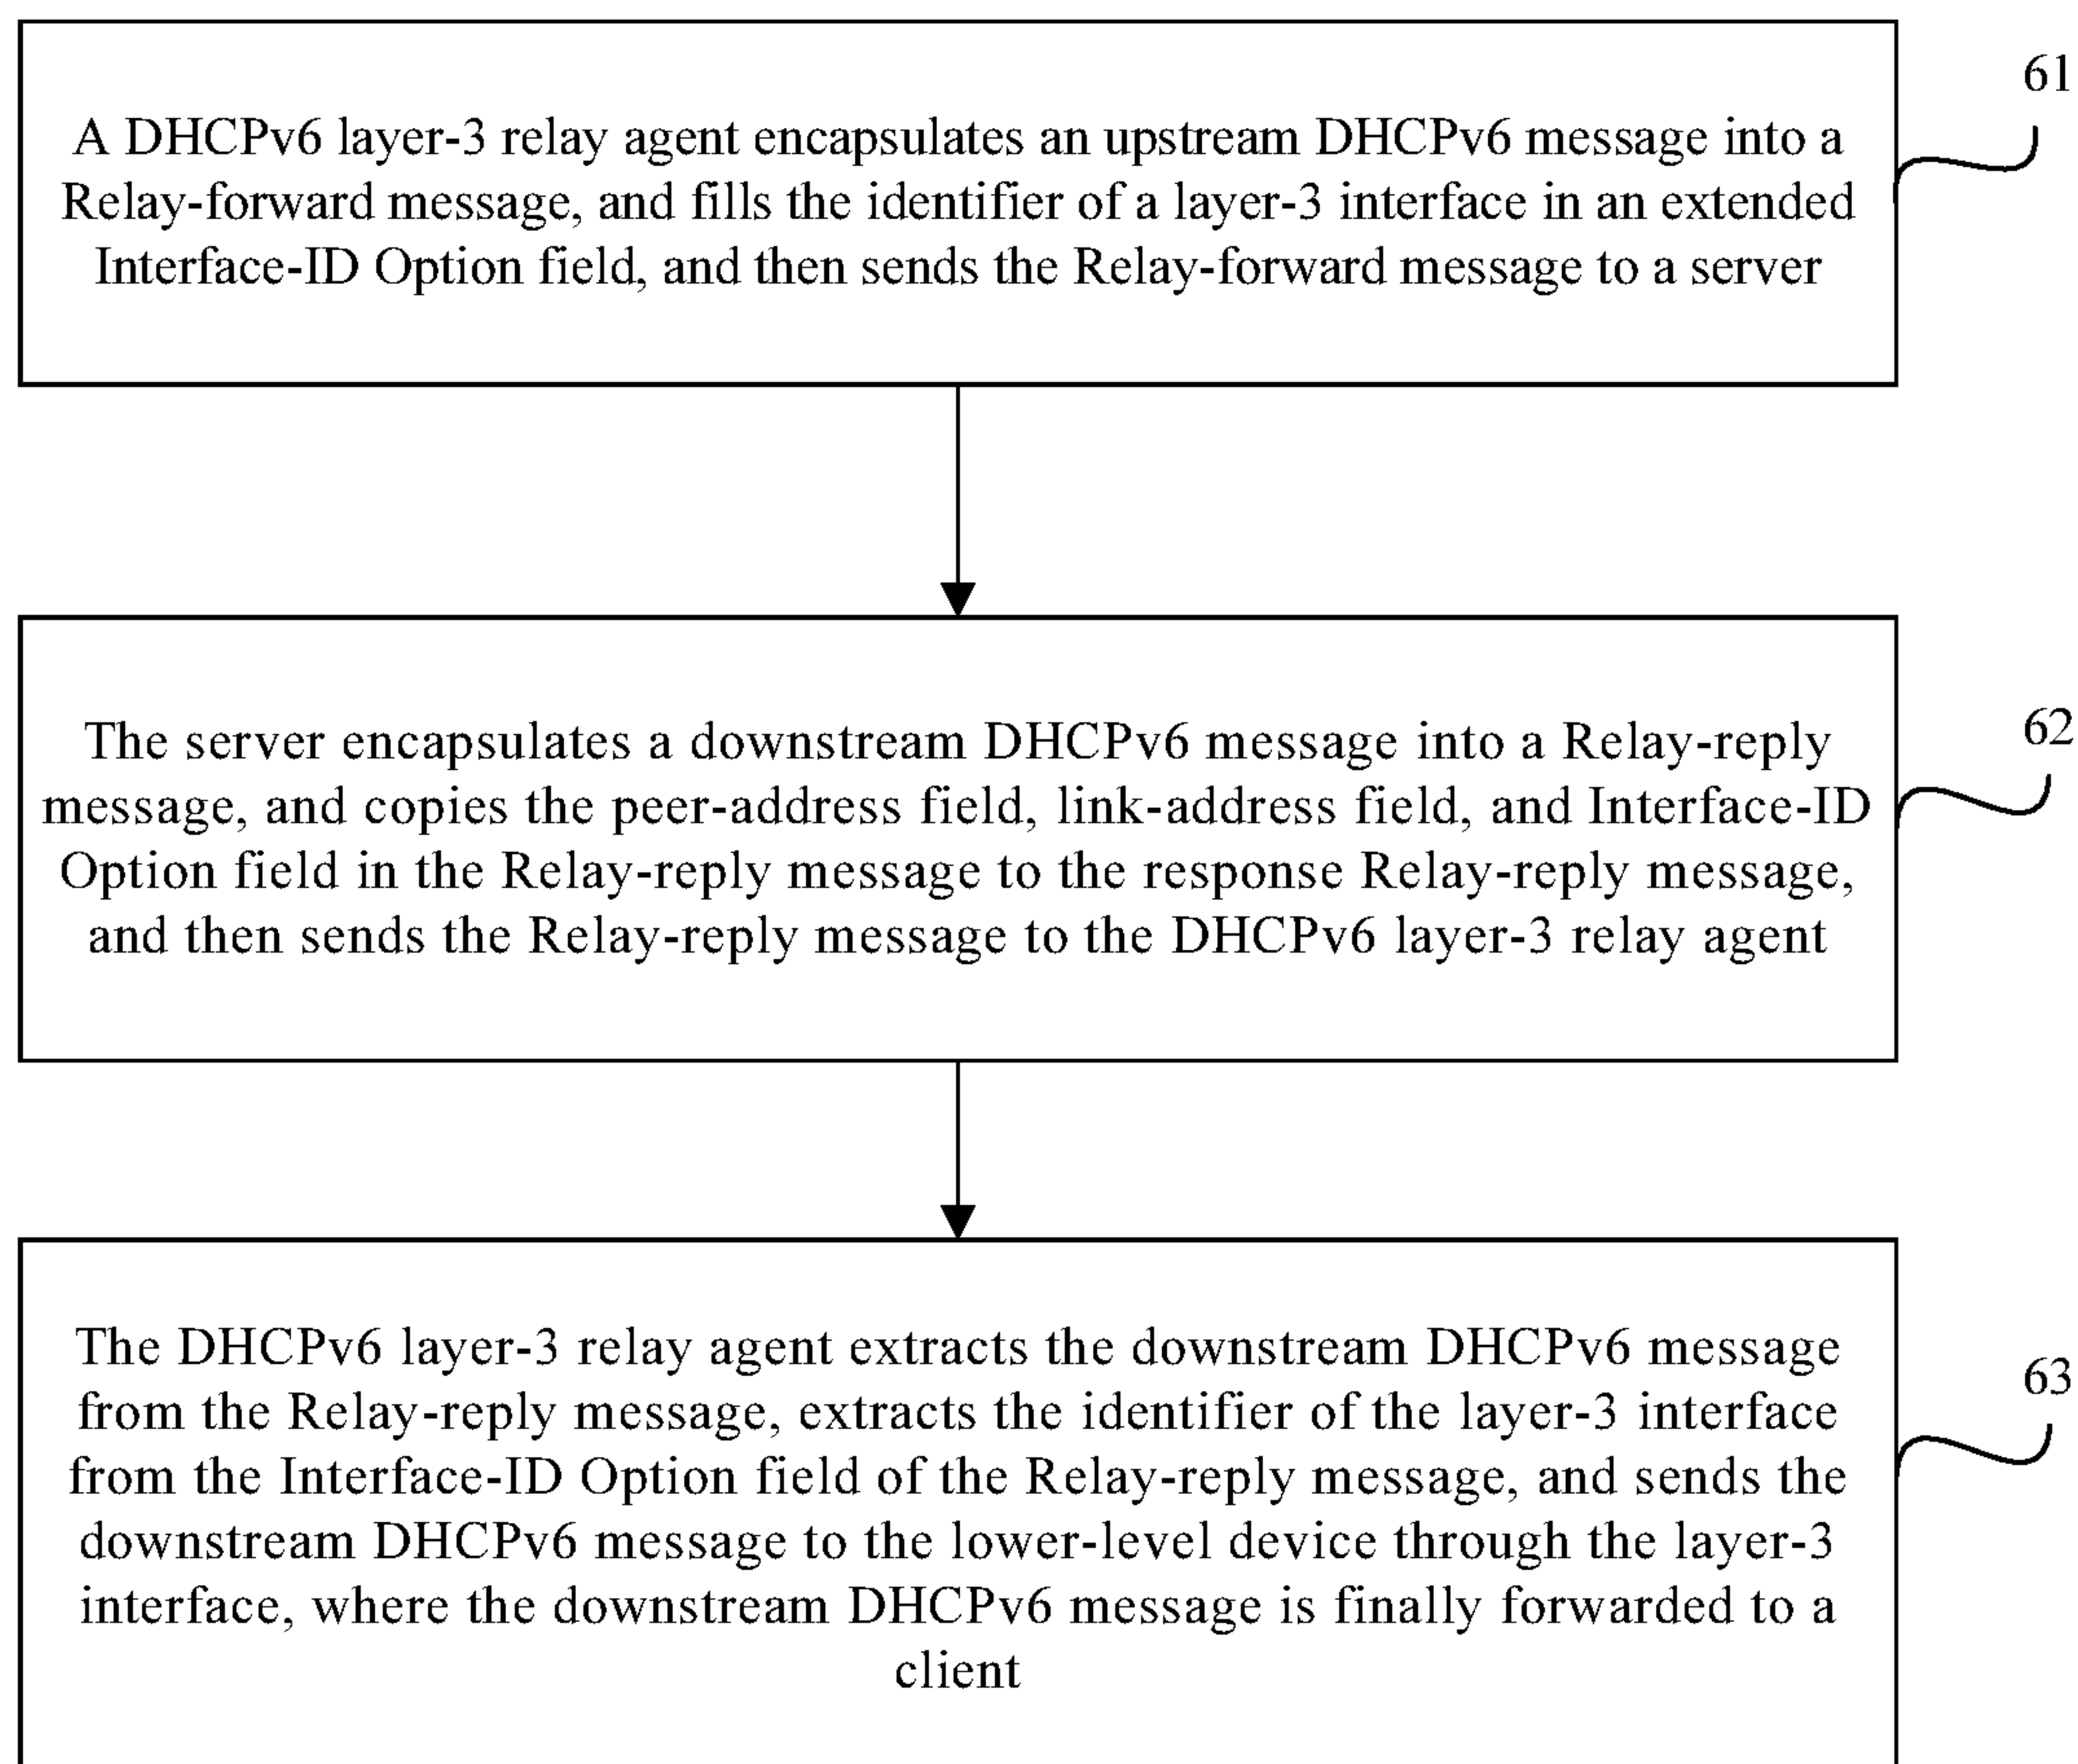 61
A DHCPv6 layer-3 relay agent encapsulates an upstream DHCPv6 message into a
Relay-forward message, and fills the identifier of a layer-3 interface in an extended
Interface-ID Option field, and then sends the Relay-forward message to a server
62
The server encapsulates a downstream DHCPv6 message into a Relay-reply
message, and copies the peer-address field, link-address field, and Interface-ID
Option field in the Relay-reply message to the response Relay-reply message,
and then sends the Relay-reply message to the DHCPv6 layer-3 relay agent
63
The DHCPv6 layer-3 relay agent extracts the downstream DHCPv6 message
from the Relay-reply message, extracts the identifier of the layer-3 interface
from the Interface-ID Option field of the Relay-reply message, and sends the
downstream DHCPv6 message to the lower-level device through the layer-3
interface, where the downstream DHCPv6 message is finally forwarded to a
client